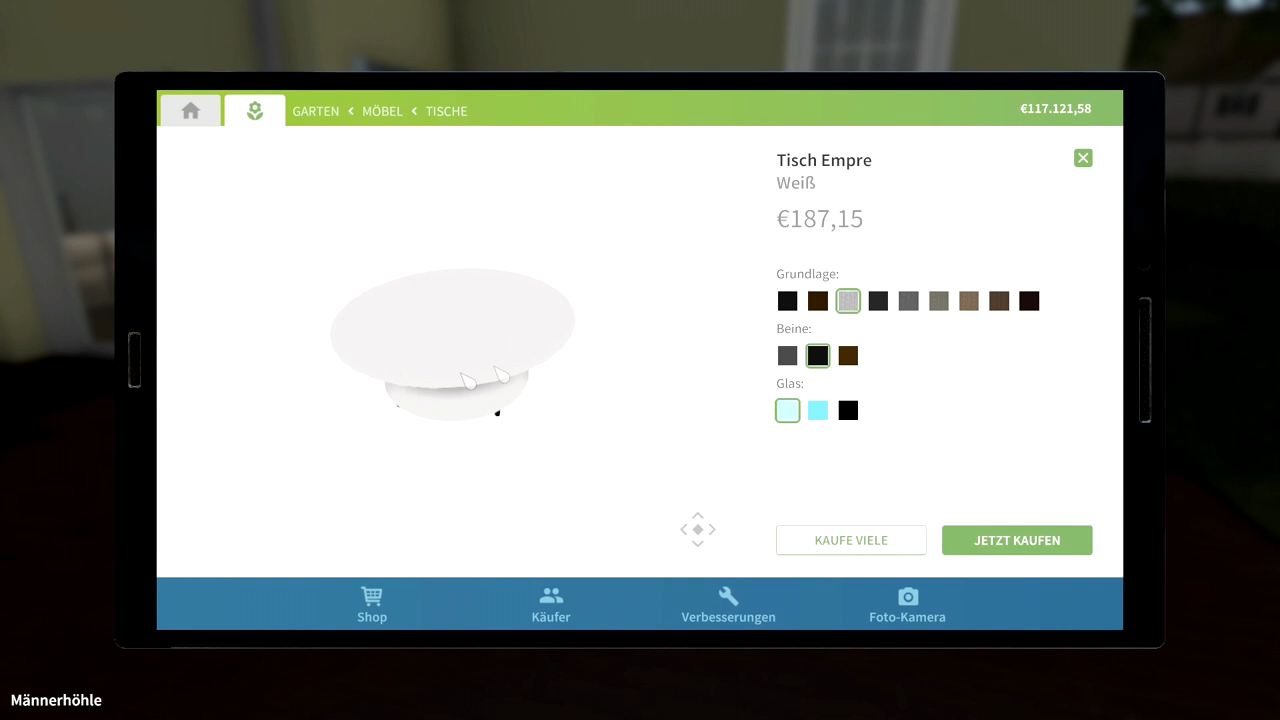 GARTEN < MÖBEL < TISCHE
€117.121,58
Tisch Empre
Weiß
€187,15
Grundlage:
Beine:
Glas:
KAUFE VIELE
JETZT KAUFEN
Shop
Käufer
Verbesserungen
Foto-Kamera
Männerhöhle